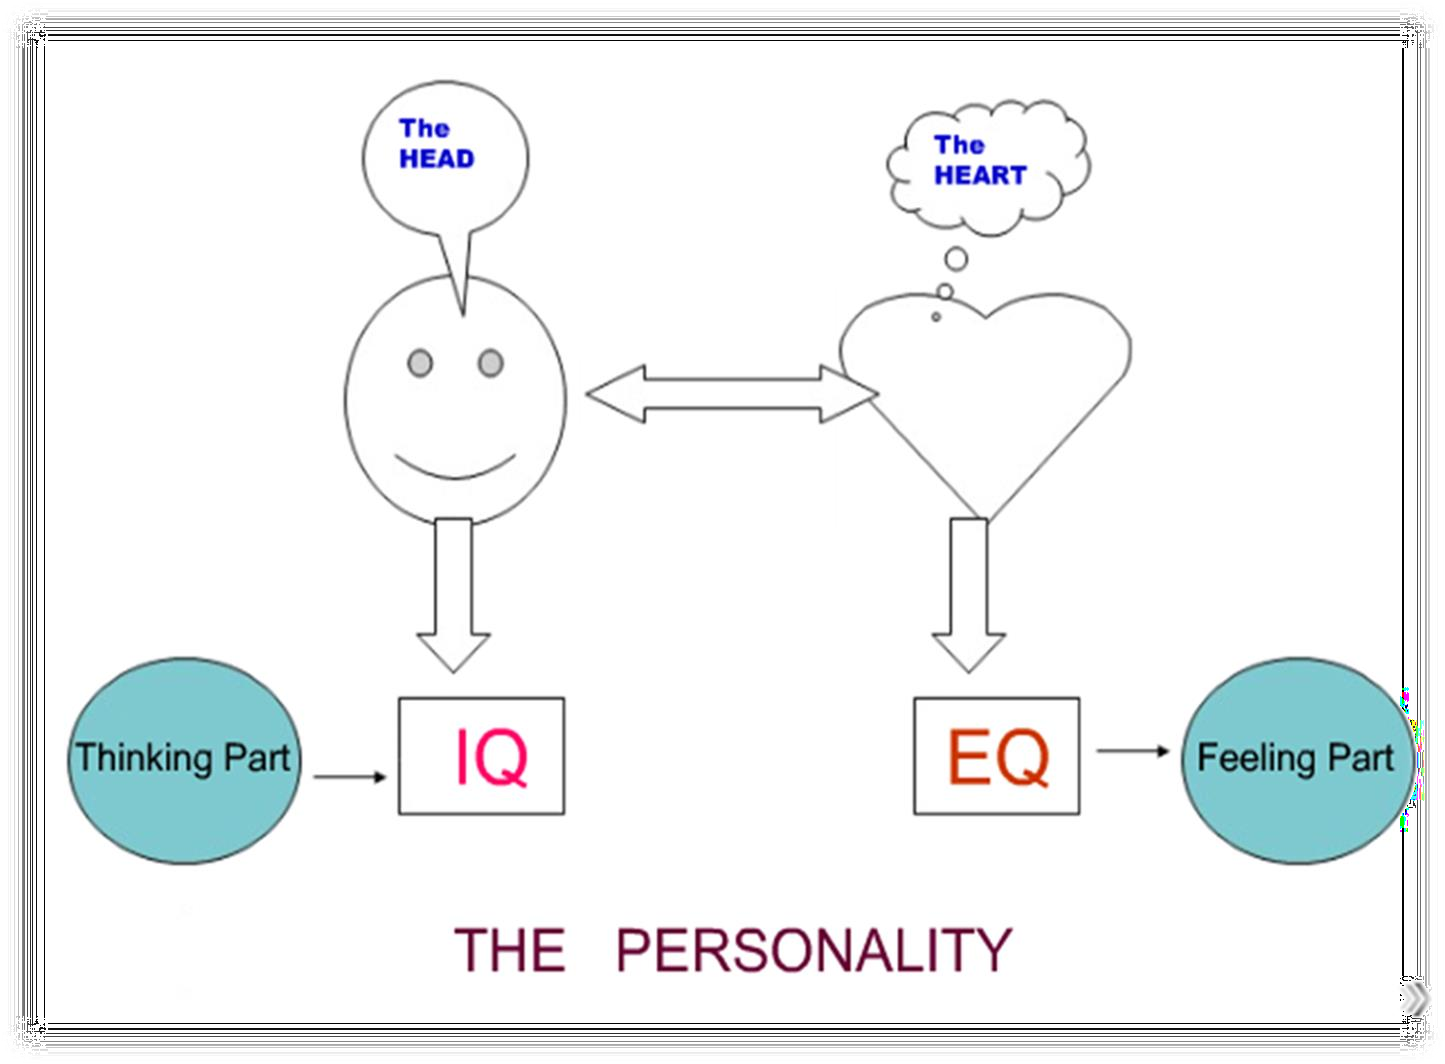 The
HEAD
The
HEART
Thinking Part
IQ
EQ
Feeling Part
THE PERSONALITY